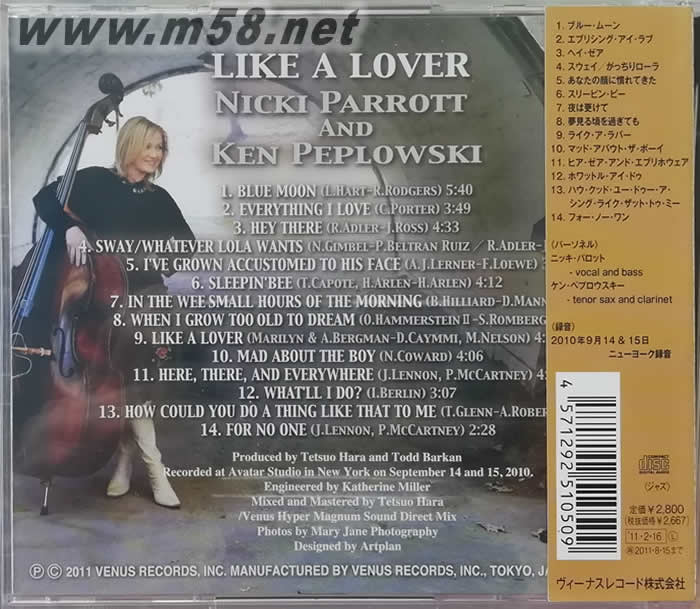 www.m58.net
LIKE A LOVER
NICKI PARROTT
AND
KEN PEPLOWSKI
1. BLUE MOON (L.HART-R.RODGERS) 5:40
2. EVERYTHING I LOVE (C.PORTER) 3:49
3. HEY THERE (R.ADLER-J.ROSS) 4:33
4. SWAY/WHATEVER LOLA WANTS (N.GIMBEL-P.BELTRAN RUIZ / R.ADLER-J
5. I'VE GROWN ACCUSTOMED TO HIS FACE (A.J.LERNER-F.LOEWE) 3
6. SLEEPIN'BEE (T.CAPOTE, H.ARLEN-H.ARLEN) 4:12
7. IN THE WEE SMALL HOURS OF THE MORNING (B.HILLIARD-D.MANN
8. WHEN I GROW TOO OLD TO DREAM (O.HAMMERSTEIN II-S.ROMBERG
9. LIKE A LOVER (MARILYN & A.BERGMAN-D.CAYMMI, M.NELSON) 4:
10. MAD ABOUT THE BOY (N.COWARD) 4:06
11. HERE, THERE, AND EVERYWHERE (J.LENNON, P.MCCARTNEY) 4:
12. WHAT'LL I DO? (I.BERLIN) 3:07
13. HOW COULD YOU DO A THING LIKE THAT TO ME (T.GLENN-A.ROBER
14. FOR NO ONE (J.LENNON, P.MCCARTNEY) 2:28
Produced by Tetsuo Hara and Todd Barkan
Recorded at Avatar Studio in New York on September 14 and 15, 2010.
Engineered by Katherine Miller
Mixed and Mastered by Tetsuo Hara
/Venus Hyper Magnum Sound Direct Mix
Photos by Mary Jane Photography
Designed by Artplan
Ⓟ © 2011 VENUS RECORDS, INC. MANUFACTURED BY VENUS RECORDS, INC., TOKYO, JA
1. ブルー・ムーン
2. エブリシング・アイ・ラブ
3. ヘイ・ゼア
4. スウェイ/がっちりローラ
5. あなたの顔に慣れてきた
6. スリーピン・ビー
7. 夜は更けて
8. 夢見る頃を過ぎても
9. ライク・ア・ラバー
10. マッド・アバウト・ザ・ボーイ
11. ヒア・ゼア・アンド・エブリホウェア
12. ホワットル・アイ・ドゥ
13. ハウ・クッド・ユー・ドゥー・ア・
シング・ライク・ザット・トゥ・ミー
14. フォー・ノー・ワン
(パーソネル)
ニッキ・パロット
- vocal and bass
ケン・ペプロウスキー
- tenor sax and clarinet
(録音)
2010年9月14 & 15日
ニューヨーク録音
4 571292 510509
COMPACT
disc
DIGITAL AUDIO
(ジャズ)
定価¥2,800
(税抜価格¥2,667)
'11・2・16 L
再2011・8・15まで
ヴィーナスレコード株式会社